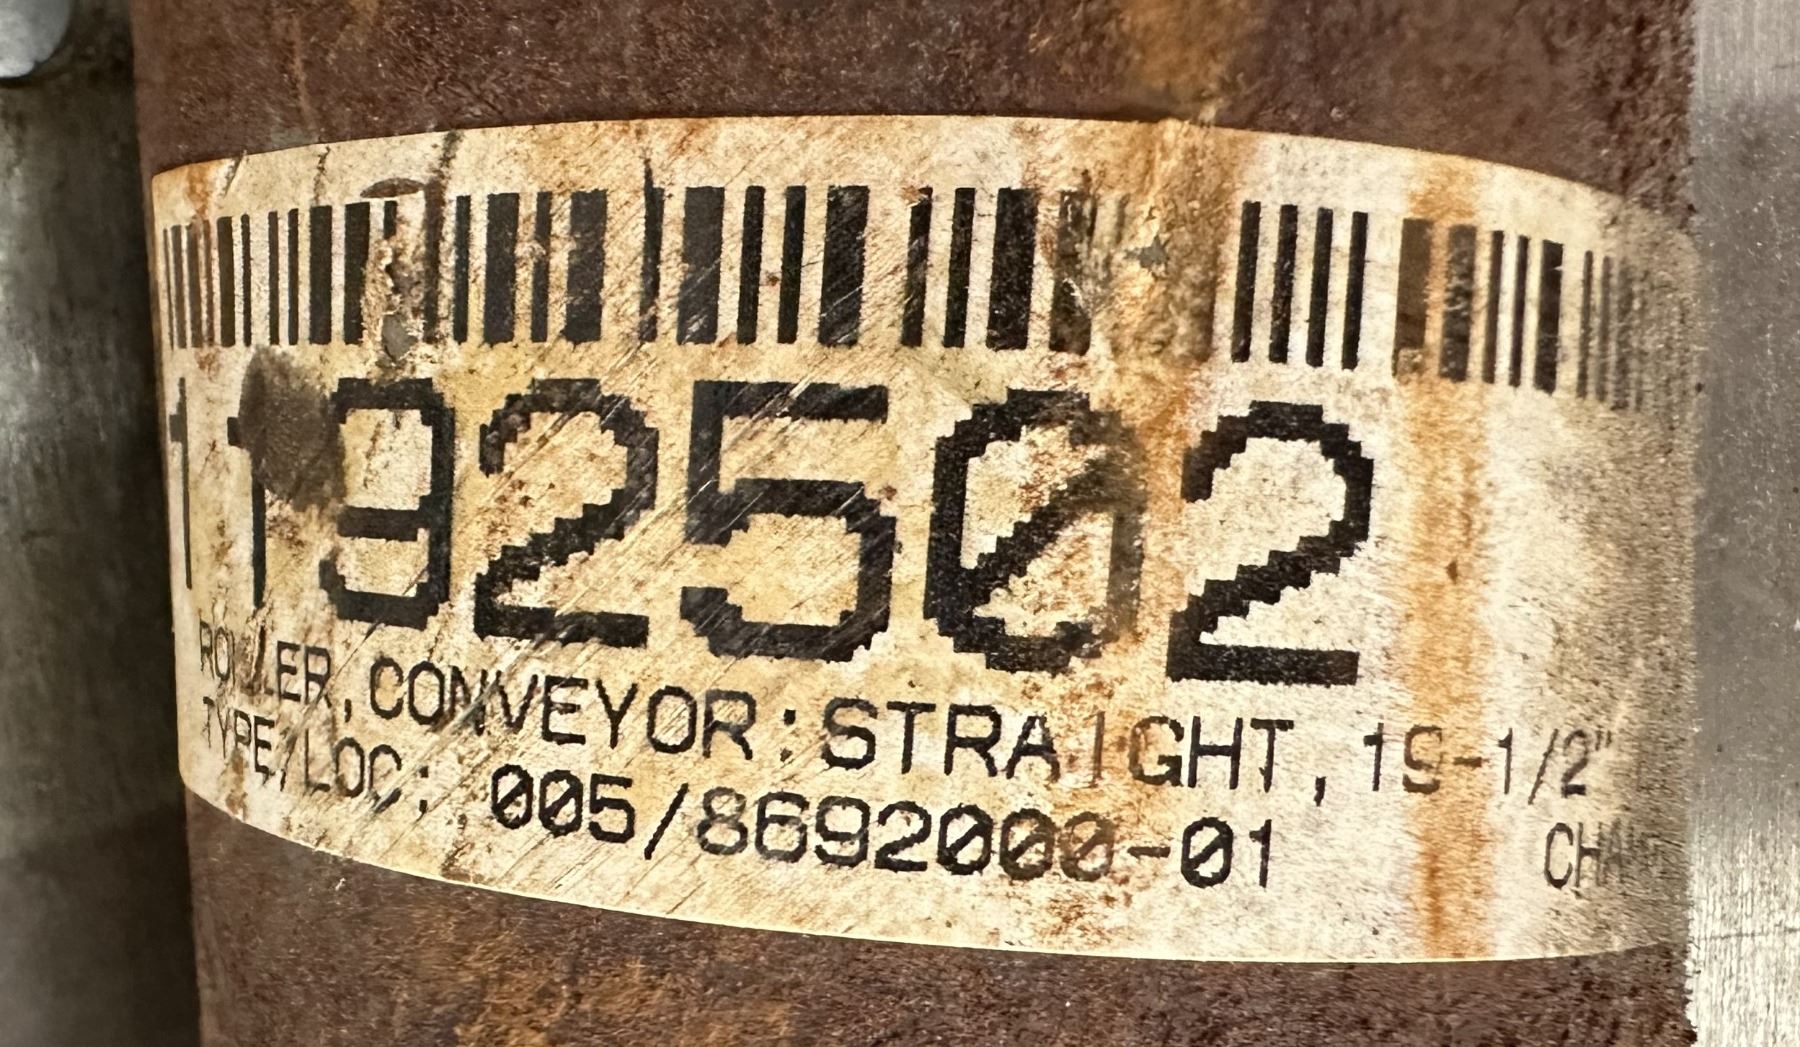 1192502
ROLLER, CONVEYOR:STRAIGHT, 19-1/2"
TYPE/LOC: 005/8692000-01